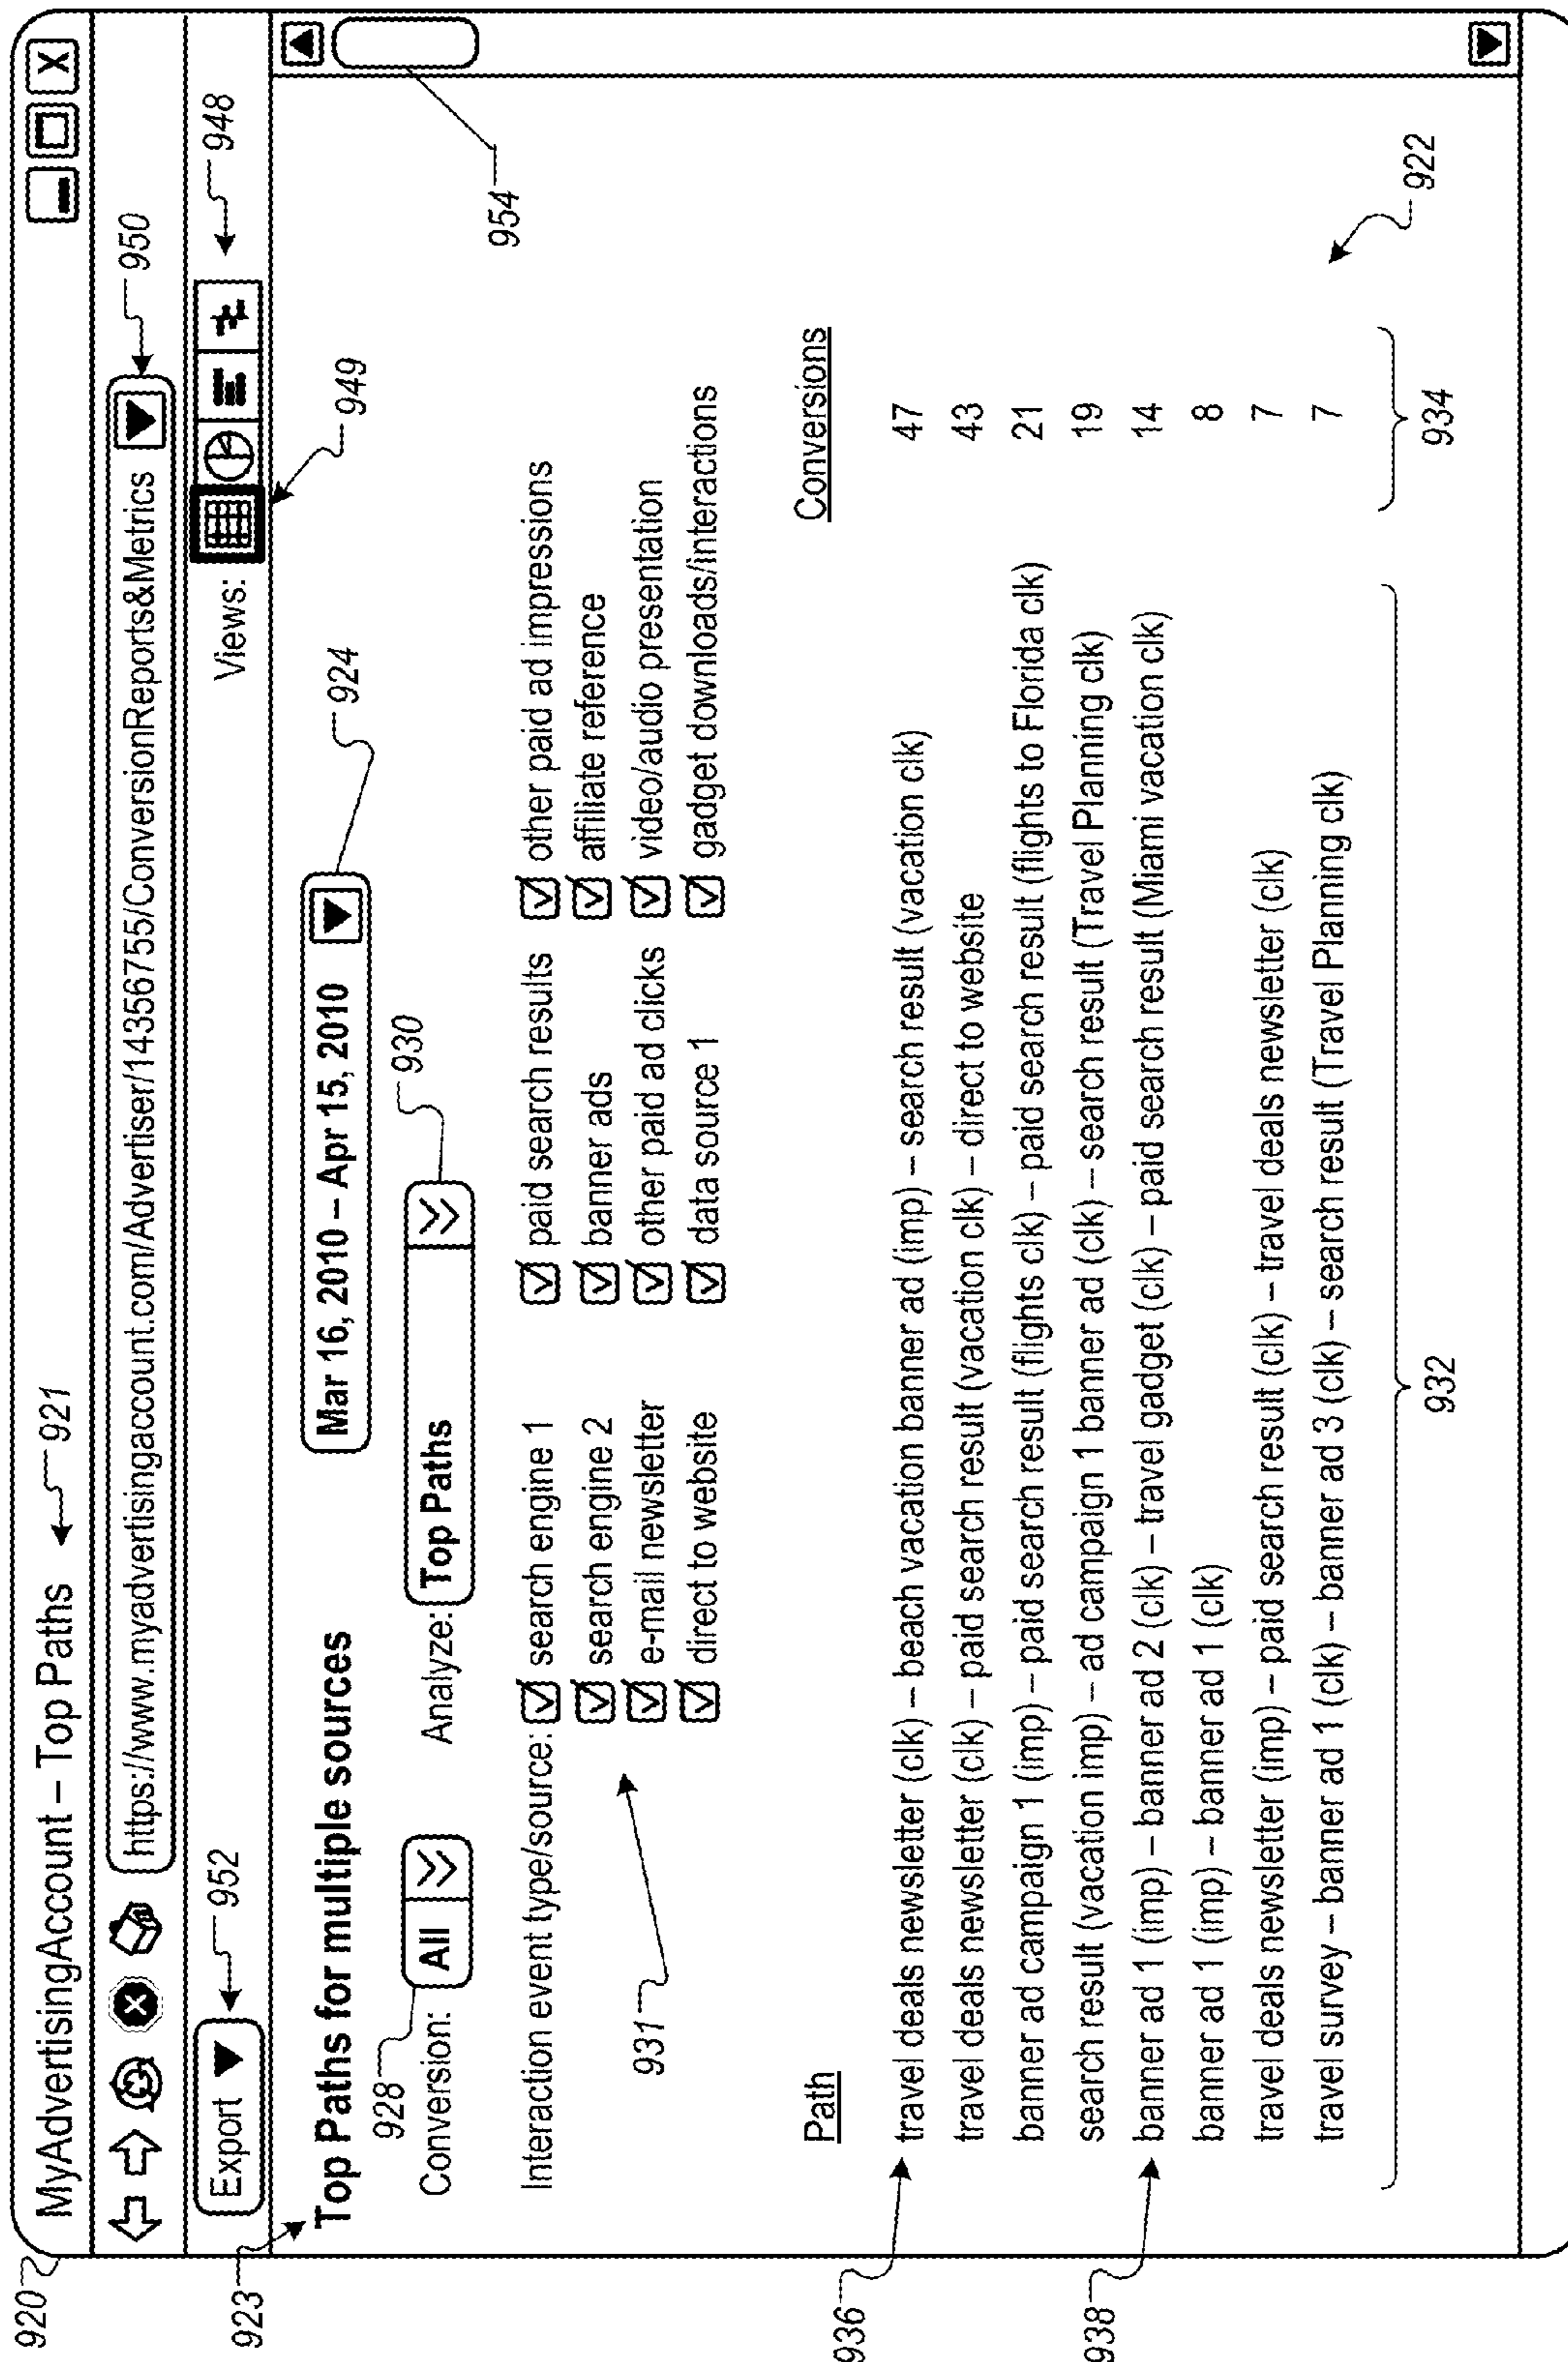 920
MyAdvertisingAccount – Top Paths
921
X
https://www.myadvertisingaccount.com/Advertiser/14356755/ConversionReports&Metrics
950
Export
952
Views:
948
949
923
Top Paths for multiple sources
Mar 16, 2010 – Apr 15, 2010
924
928
Conversion: All
Analyze: Top Paths
930
954
Interaction event type/source:
search engine 1
paid search results
other paid ad impressions
search engine 2
banner ads
affiliate reference
e-mail newsletter
other paid ad clicks
video/audio presentation
direct to website
data source 1
gadget downloads/interactions
931
Path Conversions
936
travel deals newsletter (clk) – beach vacation banner ad (imp) – search result (vacation clk) 47
travel deals newsletter (clk) – paid search result (vacation clk) – direct to website 43
banner ad campaign 1 (imp) – paid search result (flights clk) – paid search result (flights to Florida clk) 21
search result (vacation imp) – ad campaign 1 banner ad (clk) – search result (Travel Planning clk) 19
938
banner ad 1 (imp) – banner ad 2 (clk) – travel gadget (clk) – paid search result (Miami vacation clk) 14
banner ad 1 (imp) – banner ad 1 (clk) 8
travel deals newsletter (imp) – paid search result (clk) – travel deals newsletter (clk) 7
travel survey – banner ad 1 (clk) – banner ad 3 (clk) – search result (Travel Planning clk) 7
922
932
934